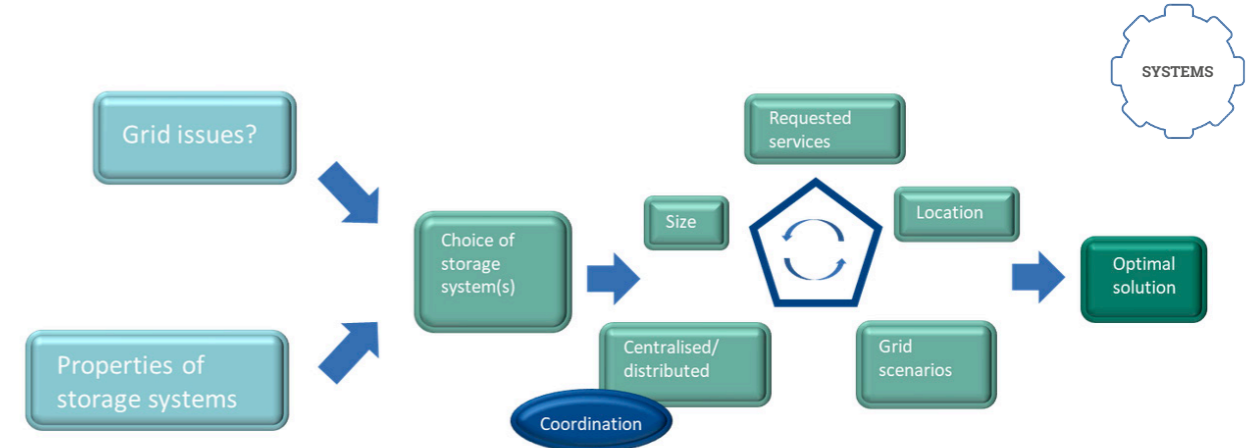 SYSTEMS
Grid issues?
Properties of
storage systems
Choice of
storage
system(s)
Requested
services
Size
Location
Centralised/
distributed
Coordination
Grid
scenarios
Optimal
solution